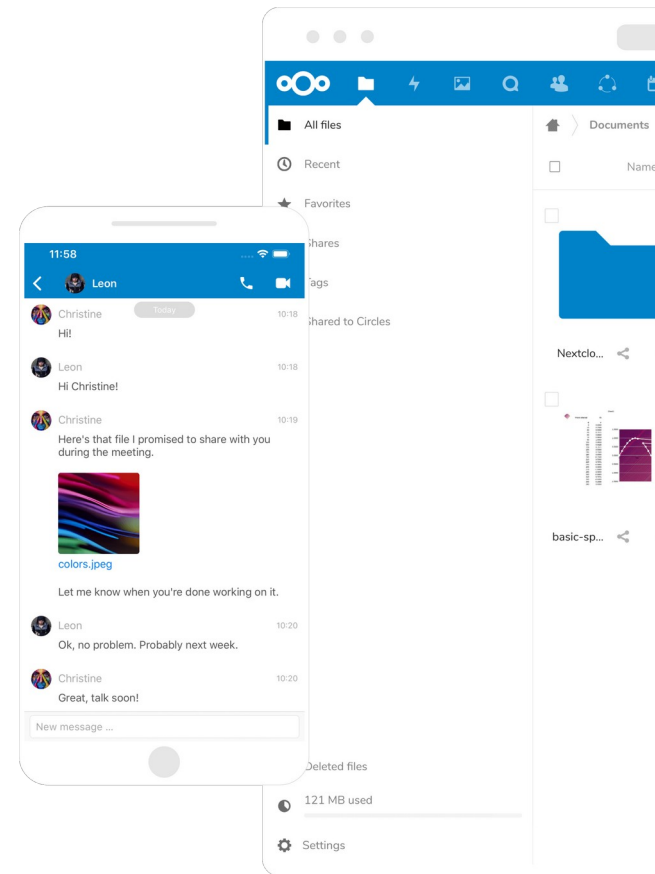 All files
Recent
Favorites
Shares
Tags
Shared to Circles
Deleted files
121 MB used
Settings
Documents
Name
Nextclo...
basic-sp...
11:58
Leon
Today
Christine
10:18
Hi!
Leon
10:18
Hi Christine!
Christine
10:19
Here's that file I promised to share with you
during the meeting.
colors.jpeg
Let me know when you're done working on it.
Leon
10:20
Ok, no problem. Probably next week.
Christine
10:20
Great, talk soon!
New message ...